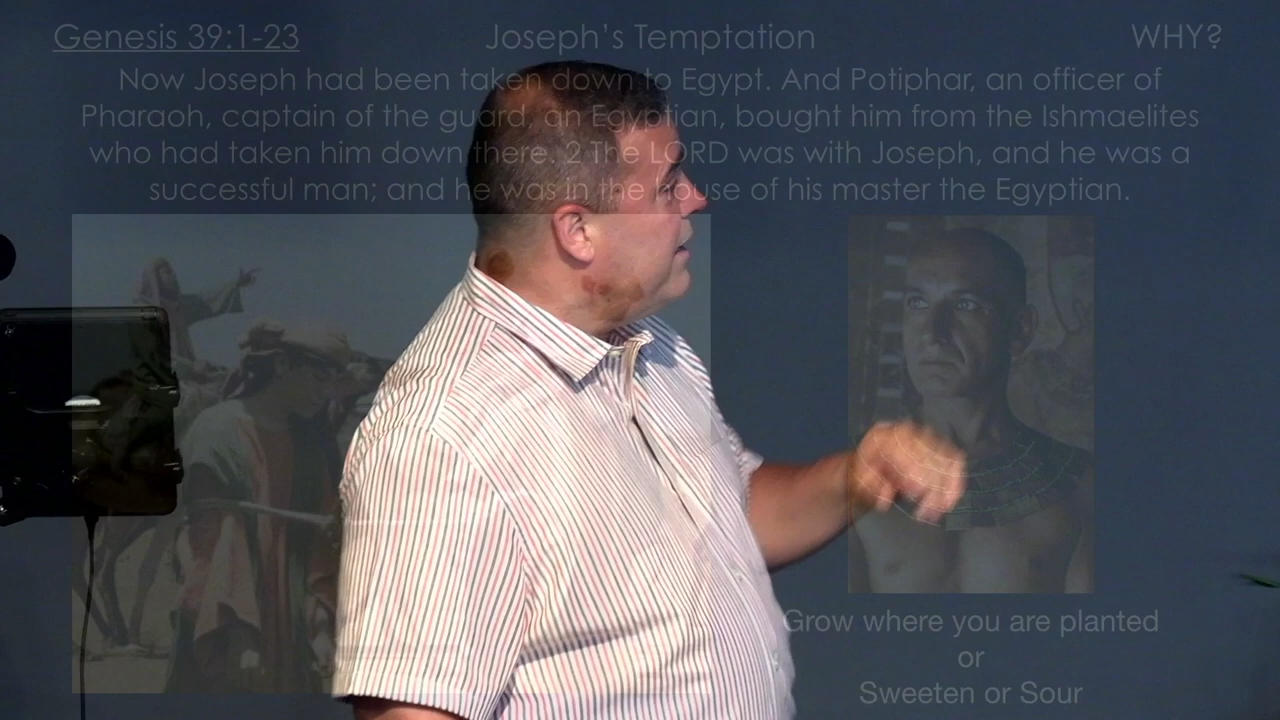 Genesis 39:1-23 Joseph's Temptation WHY?
Now Joseph had been taken down to Egypt. And Potiphar, an officer of
Pharaoh, captain of the guard an Egyptian, bought him from the Ishmaelites
who had taken him down there. 2 The LORD was with Joseph, and he was a
successful man; and he was in the house of his master the Egyptian.
Grow where you are planted
or
Sweeten or Sour